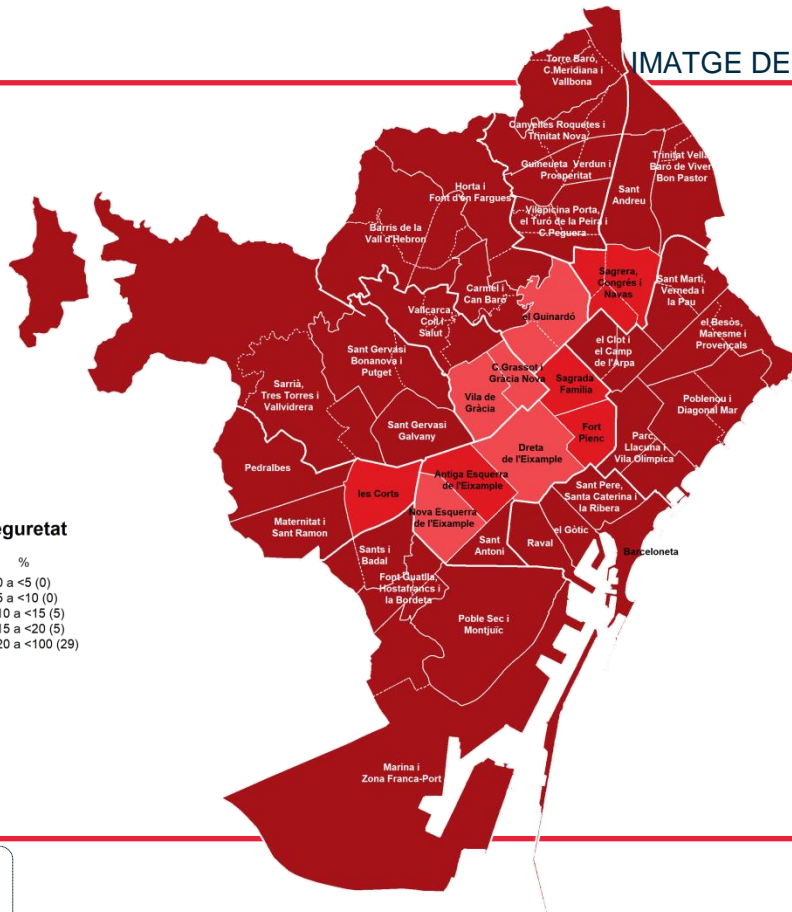 IMATGE DE
Torre Baró,
C.Meridiana i
Vallbona
Canyelles Roquetes i
Trinitat Nova
Guineueta Verdun i
Prosperitat
Trinitat Vella
Baró de Viver
Bon Pastor
Sant
Andreu
Horta i
Font d'en Fargues
Vilapicina Porta,
el Turó de la Peira i
C.Peguera
Barris de la
Vall d'Hebron
Sagrera,
Congrés i
Navas
Sant Martí,
Verneda i
la Pau
Carmel i
Can Baró
Vallcarca,
Coll i
Salut
el Guinardó
el Besòs,
Maresme i
Provençals
el Clot i
el Camp
de l'Arpa
Sant Gervasi
Bonanova i
Putget
C.Grassot i
Gràcia Nova
Sagrada
Família
Sarrià,
Tres Torres i
Vallvidrera
Vila de
Gràcia
Poblenou i
Diagonal Mar
Sant Gervasi
Galvany
Fort
Pienc
Dreta
de l'Eixample
Parc,
Llacuna i
Vila Olímpica
Pedralbes
Antiga Esquerra
de l'Eixample
les Corts
Sant Pere,
Santa Caterina i
la Ribera
Nova Esquerra
de l'Eixample
Maternitat i
Sant Ramon
el Gòtic
Sant
Antoni
Raval
Barceloneta
Sants i
Badal
Font Guatlla,
Hostafrancs i
la Bordeta
Poble Sec i
Montjuïc
Marina i
Zona Franca-Port
eguretat
%
0 a <5 (0)
5 a <10 (0)
10 a <15 (5)
15 a <20 (5)
20 a <100 (29)